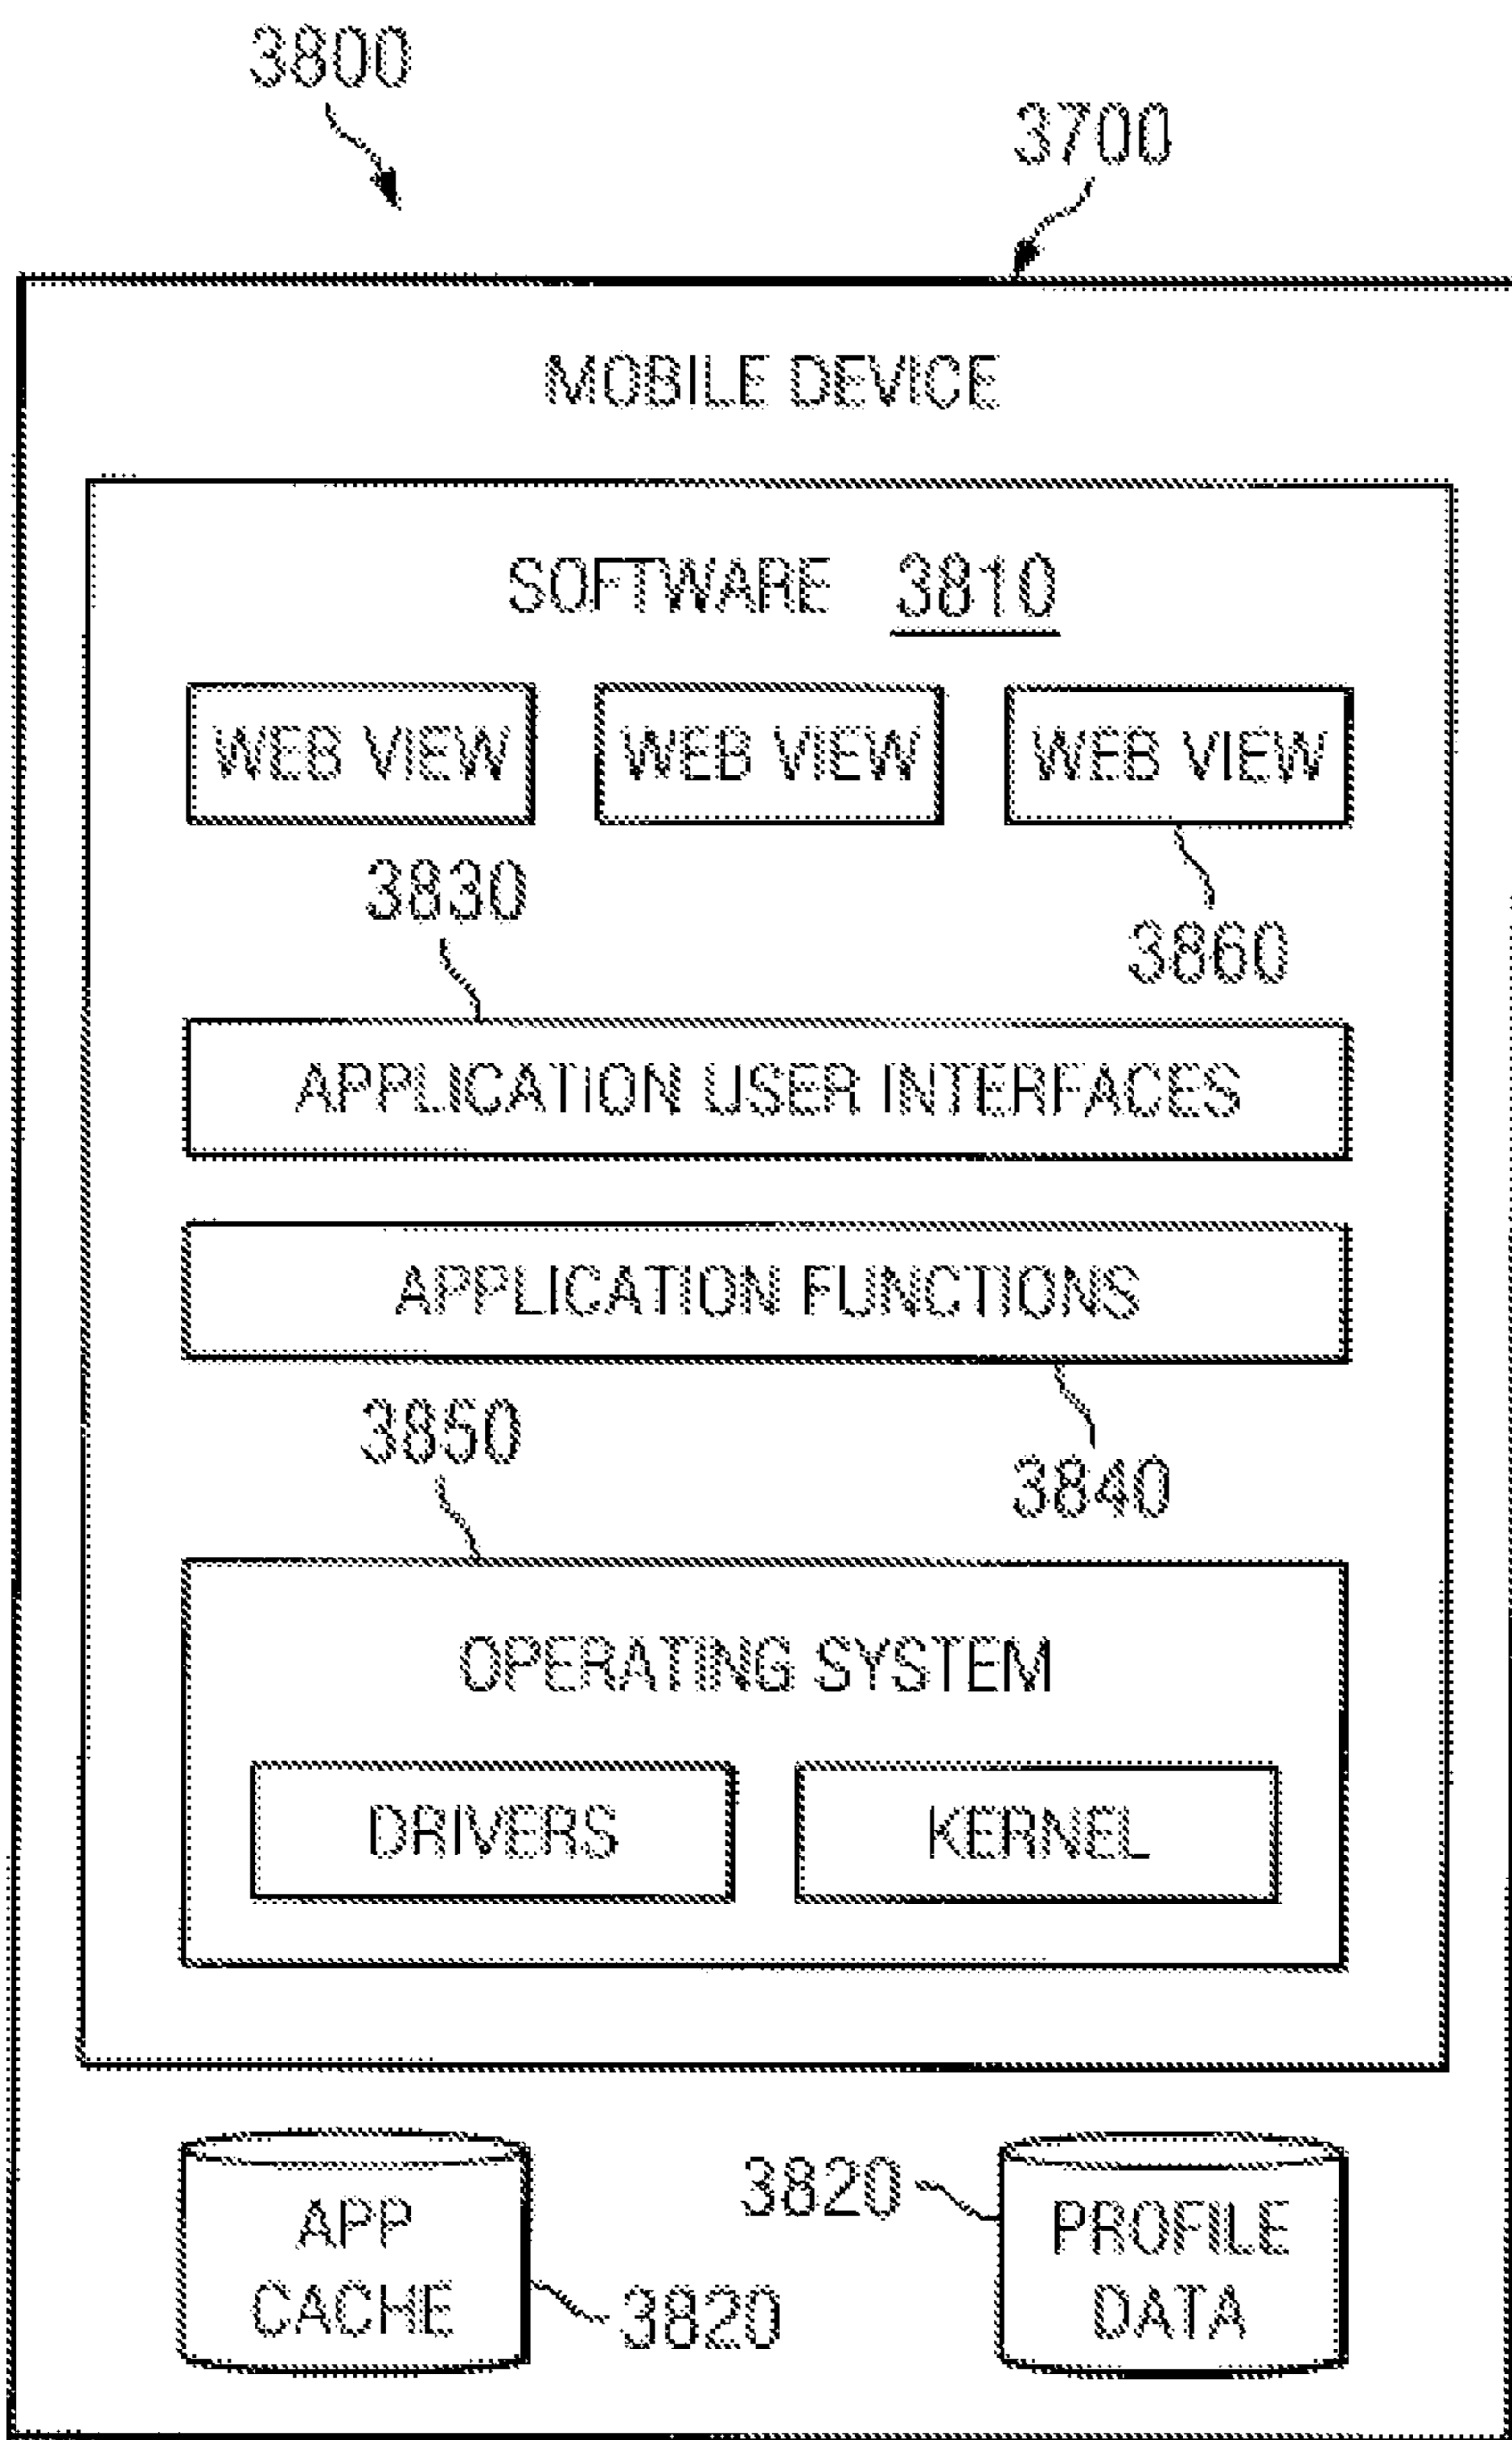 3800
3700
MOBILE DEVICE
SOFTWARE 3810
WEB VIEW WEB VIEW WEB VIEW
3830
3860
APPLICATION USER INTERFACES
APPLICATION FUNCTIONS
3850
3840
OPERATING SYSTEM
DRIVERS KERNEL
APP
CACHE
3820
3820
PROFILE
DATA